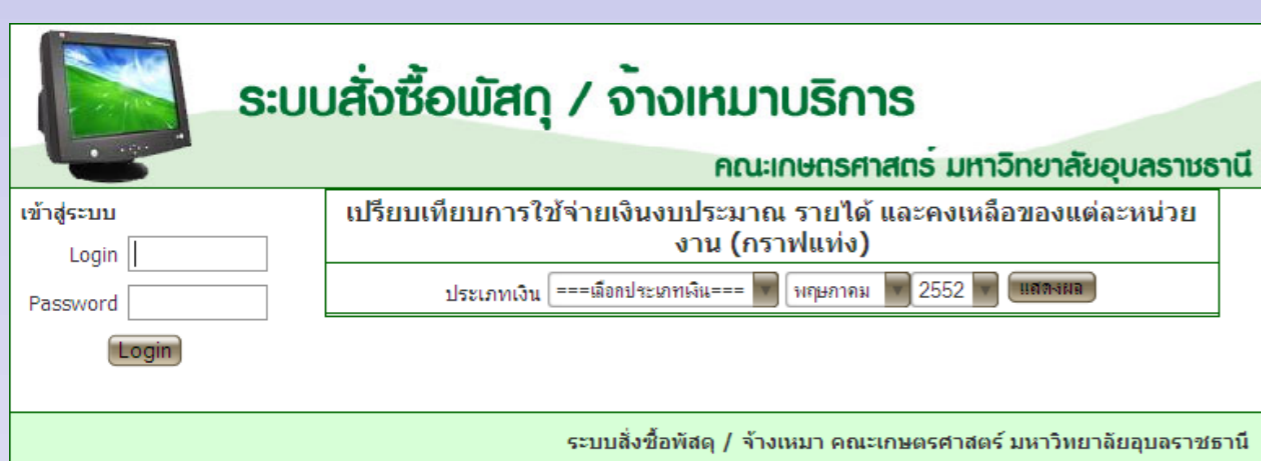 ระบบสั่งซื้อพัสดุ / จ้างเหมาบริการ
คณะเกษตรศาสตร์ มหาวิทยาลัยอุบลราชธานี
เข้าสู่ระบบ
Login
Password
Login
เปรียบเทียบการใช้จ่ายเงินงบประมาณ รายได้ และคงเหลือของแต่ละหน่วย
งาน (กราฟแท่ง)
ประเภทเงิน ===เลือกประเภทเงิน=== พฤษภาคม 2552 แสดงผล
ระบบสั่งซื้อพัสดุ / จ้างเหมา คณะเกษตรศาสตร์ มหาวิทยาลัยอุบลราชธานี